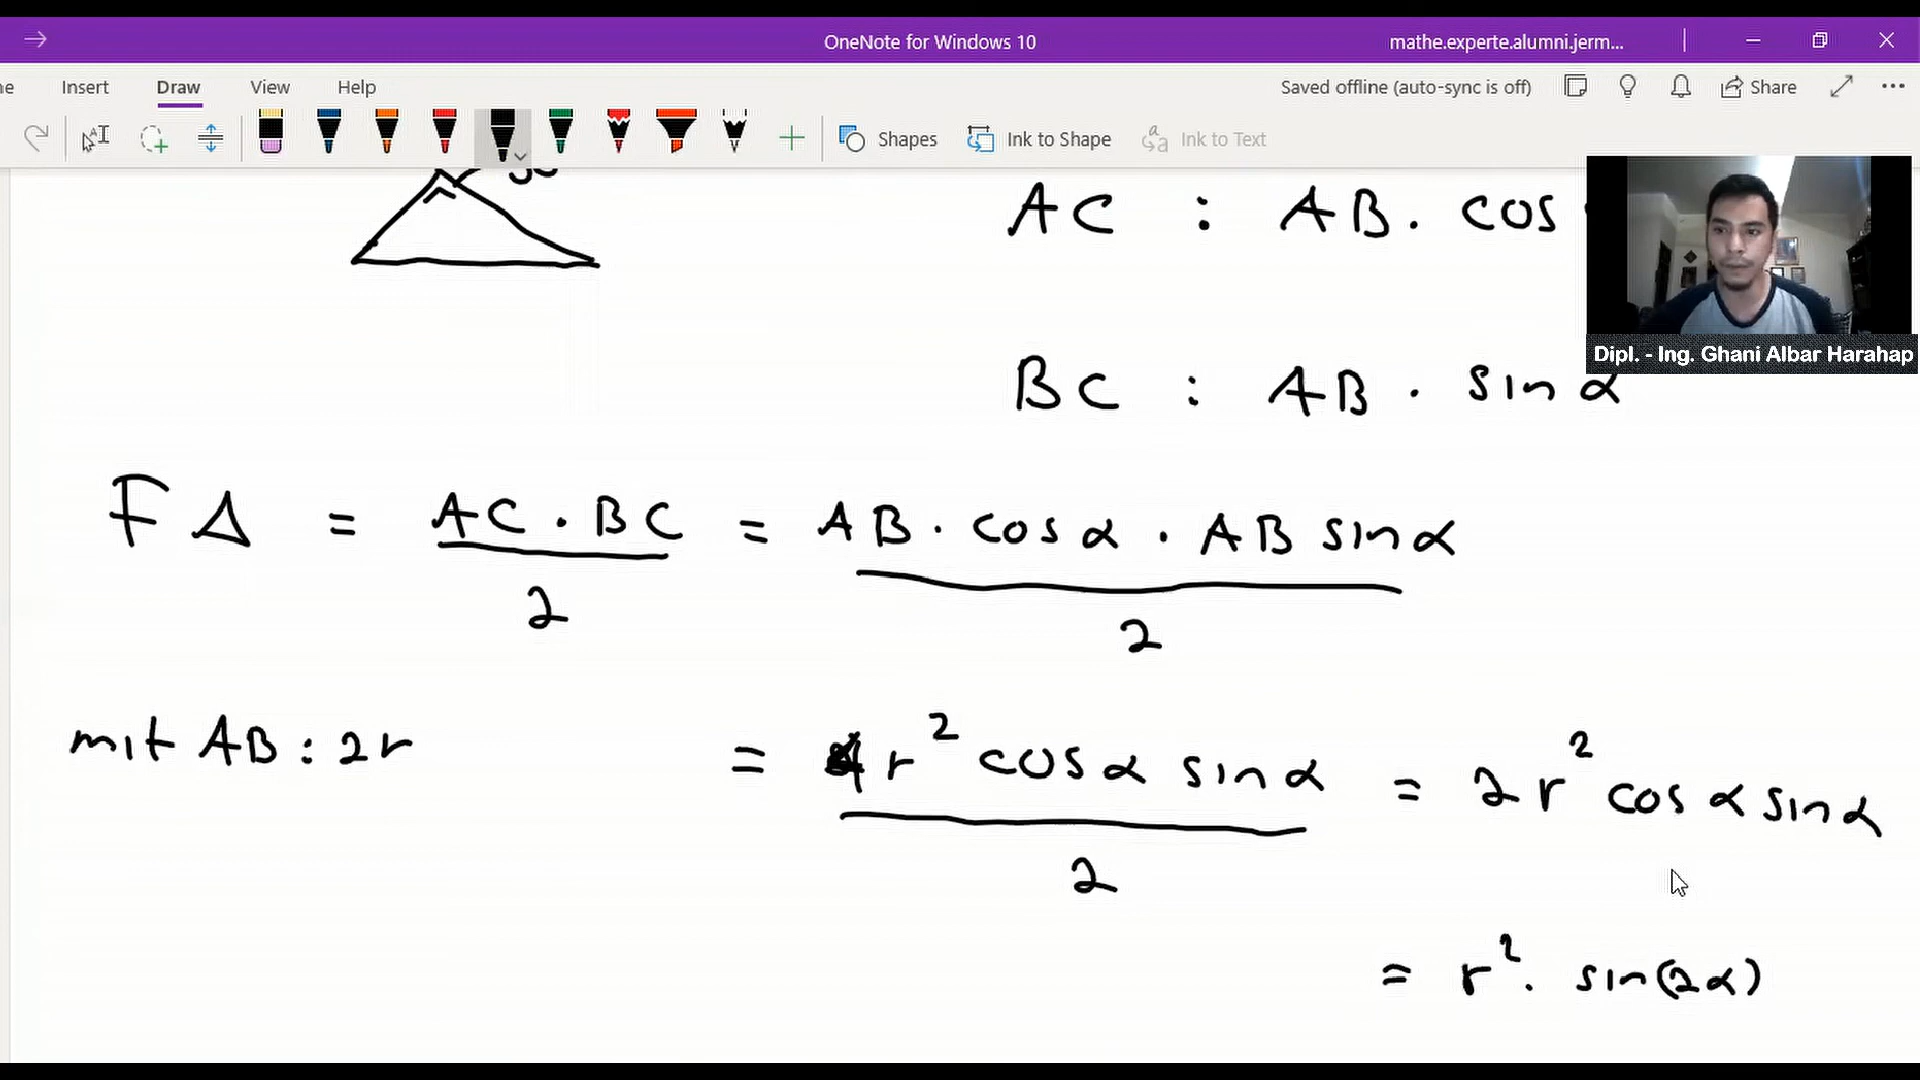 OneNote for Windows 10
mathe.experte.alumni.jerm...
Insert
Draw
View
Help
Saved offline (auto-sync is off)
Share
Shapes
Ink to Shape
Ink to Text
AC : AB . cos
Dipl. - Ing. Ghani Albar Harahap
BC : AB . sin α
F Δ = AC . BC / 2 = AB . cos α . AB sin α / 2
mit AB : 2r
= 4 r² cos α sin α / 2 = 2 r² cos α sin α
= r² . sin(2α)